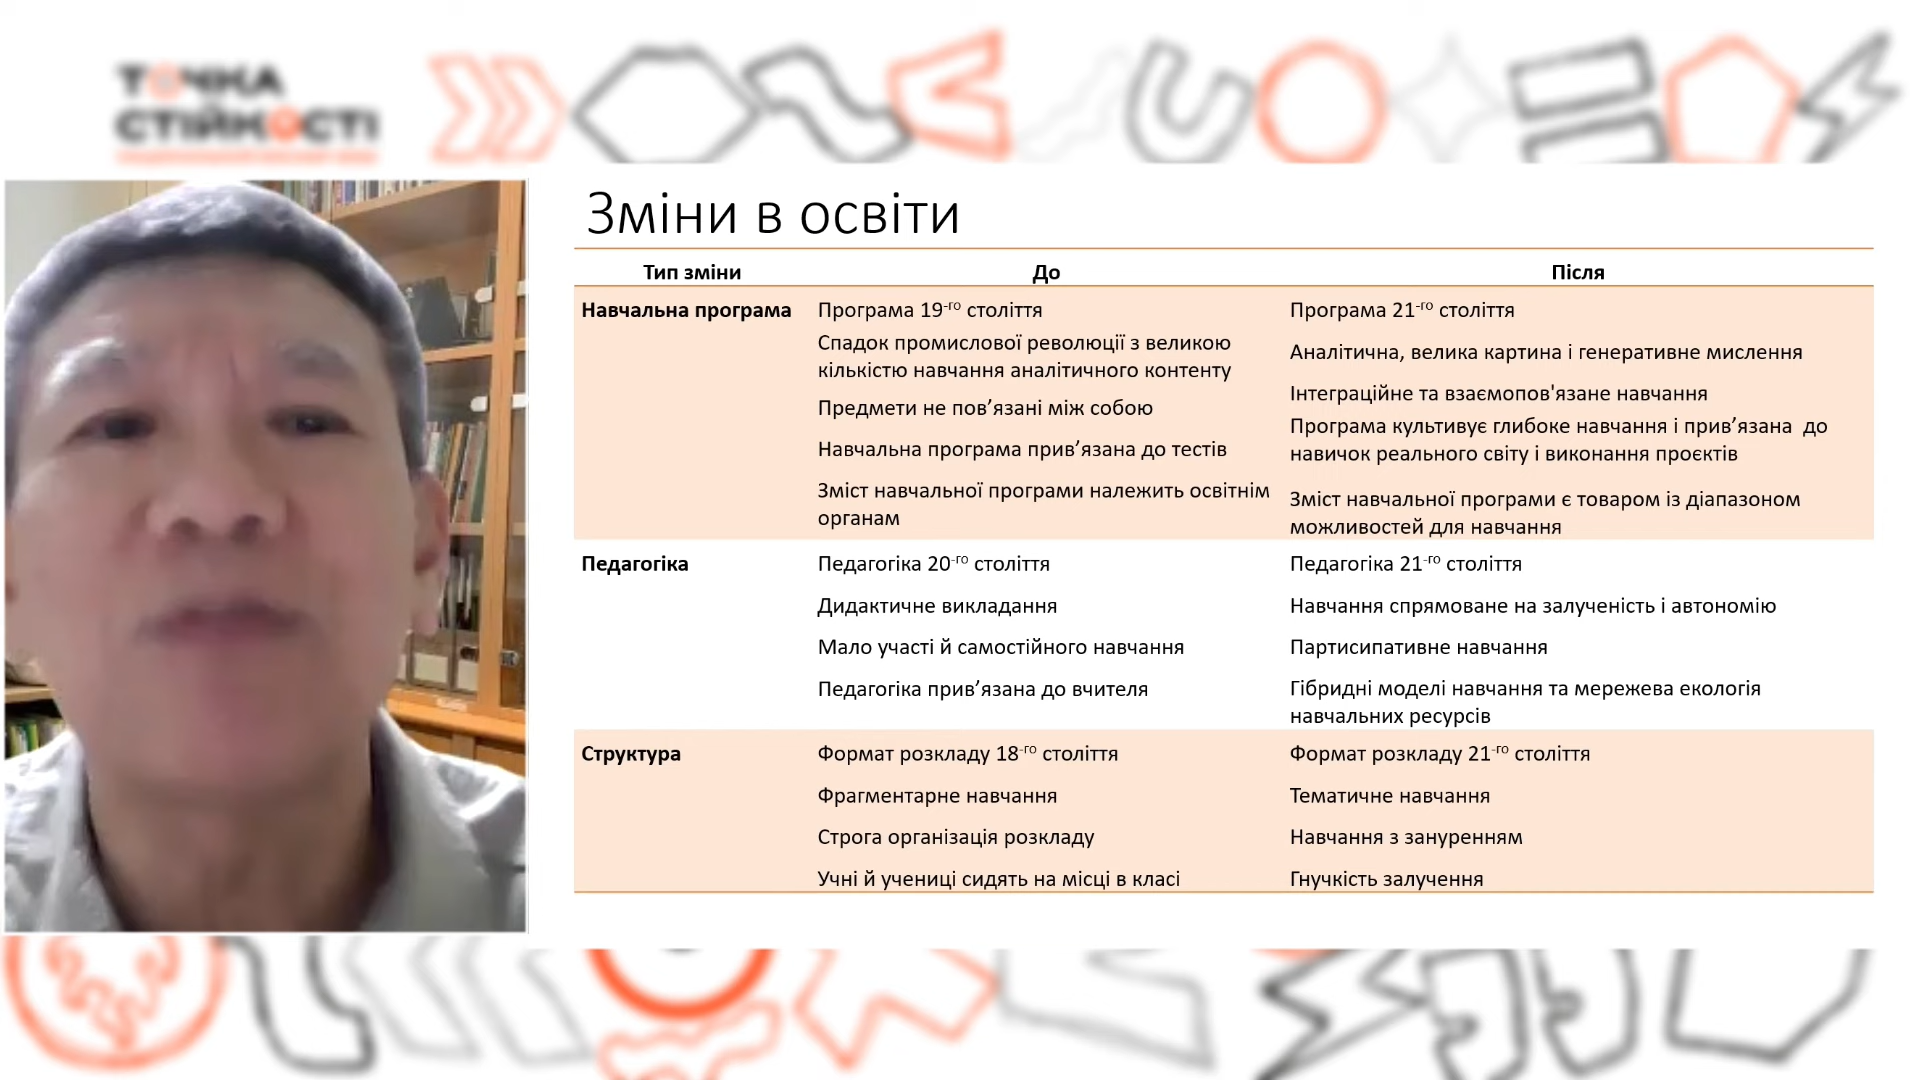 ТОЧКА
СТІЙКОСТІ
Зміни в освіти
Тип зміни До Після
Навчальна програма Програма 19-го століття Програма 21-го століття
Спадок промислової революції з великою
кількістю навчання аналітичного контенту
Аналітична, велика картина і генеративне мислення
Предмети не пов’язані між собою
Інтеграційне та взаємопов'язане навчання
Навчальна програма прив’язана до тестів
Програма культивує глибоке навчання і прив’язана до
навичок реального світу і виконання проєктів
Зміст навчальної програми належить освітнім
органам
Зміст навчальної програми є товаром із діапазоном
можливостей для навчання
Педагогіка Педагогіка 20-го століття Педагогіка 21-го століття
Дидактичне викладання Навчання спрямоване на залученість і автономію
Мало участі й самостійного навчання Партисипативне навчання
Педагогіка прив’язана до вчителя Гібридні моделі навчання та мережева екологія
навчальних ресурсів
Структура Формат розкладу 18-го століття Формат розкладу 21-го століття
Фрагментарне навчання Тематичне навчання
Строга організація розкладу Навчання з зануренням
Учні й учениці сидять на місці в класі Гнучкість залучення